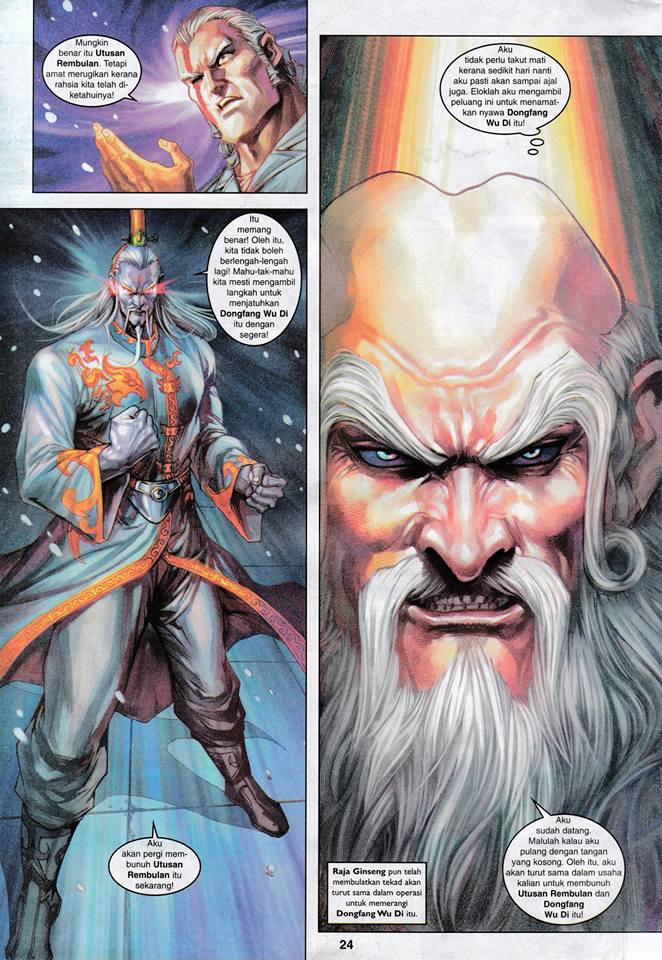 Mungkin
benar itu Utusan
Rembulan. Tetapi
amat merugikan kerana
rahsia kita telah di-
ketahuinya!
Itu
memang
benar! Oleh itu,
kita tidak boleh
berlengah-lengah
lagi! Mahu-tak-mahu
kita mesti mengambil
langkah untuk
menjatuhkan
Dongfang Wu Di
itu dengan
segera!
Aku
akan pergi mem-
bunuh Utusan
Rembulan itu
sekarang!
Aku
tidak perlu takut mati
kerana sedikit hari nanti
aku pasti akan sampai ajal
juga. Eloklah aku mengambil
peluang ini untuk menamat-
kan nyawa Dongfang
Wu Di itu!
Aku
sudah datang.
Malulah kalau aku
pulang dengan tangan
yang kosong. Oleh itu, aku
akan turut sama dalam usaha
kalian untuk membunuh
Utusan Rembulan dan
Dongfang
Wu Di itu!
Raja Ginseng pun telah
membulatkan tekad akan
turut sama dalam operasi
untuk memerangi
Dongfang Wu Di itu.
24